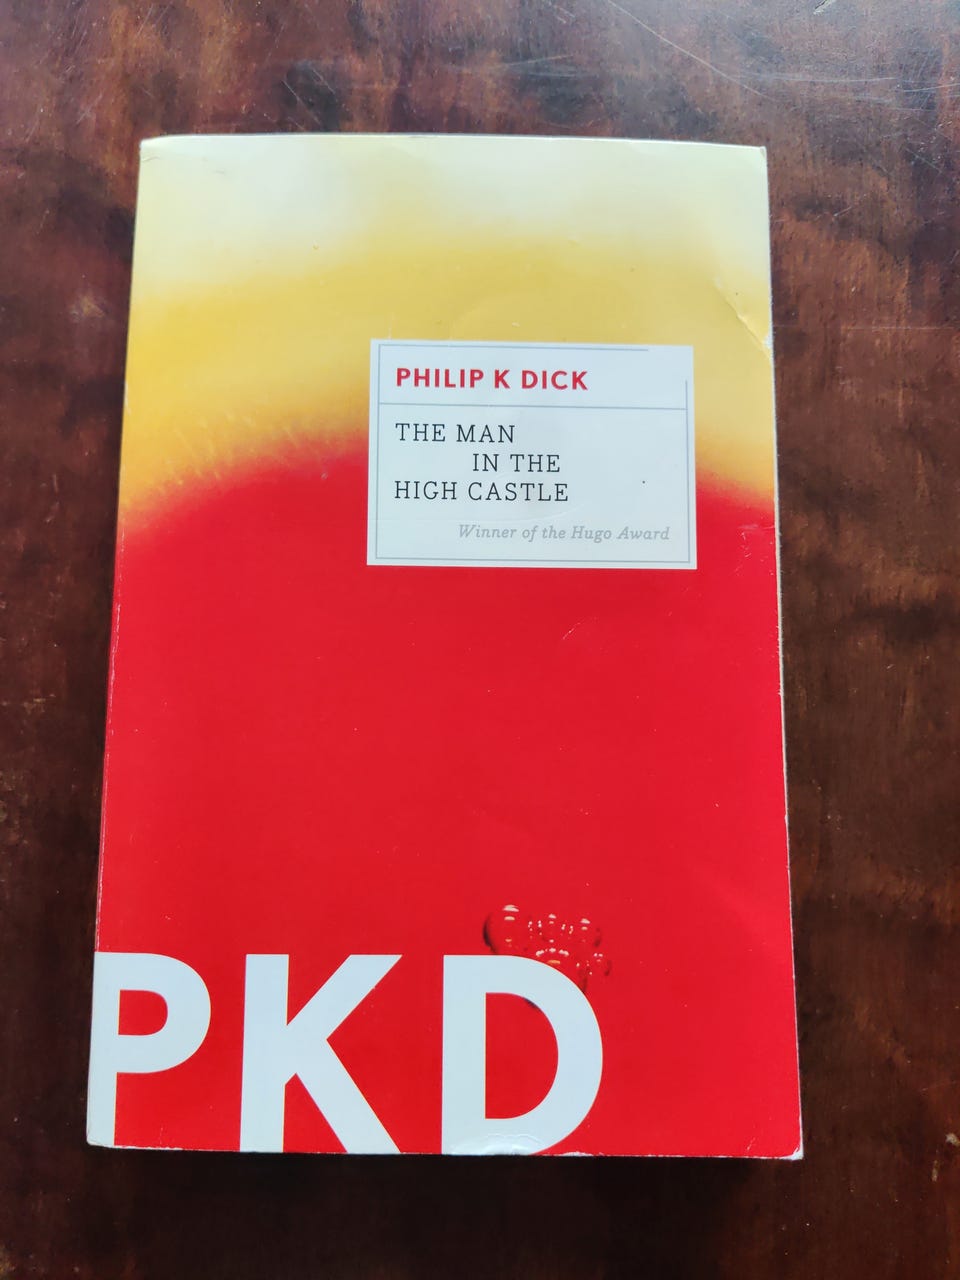 PHILIP K DICK
THE MAN
IN THE
HIGH CASTLE
Winner of the Hugo Award
PKD